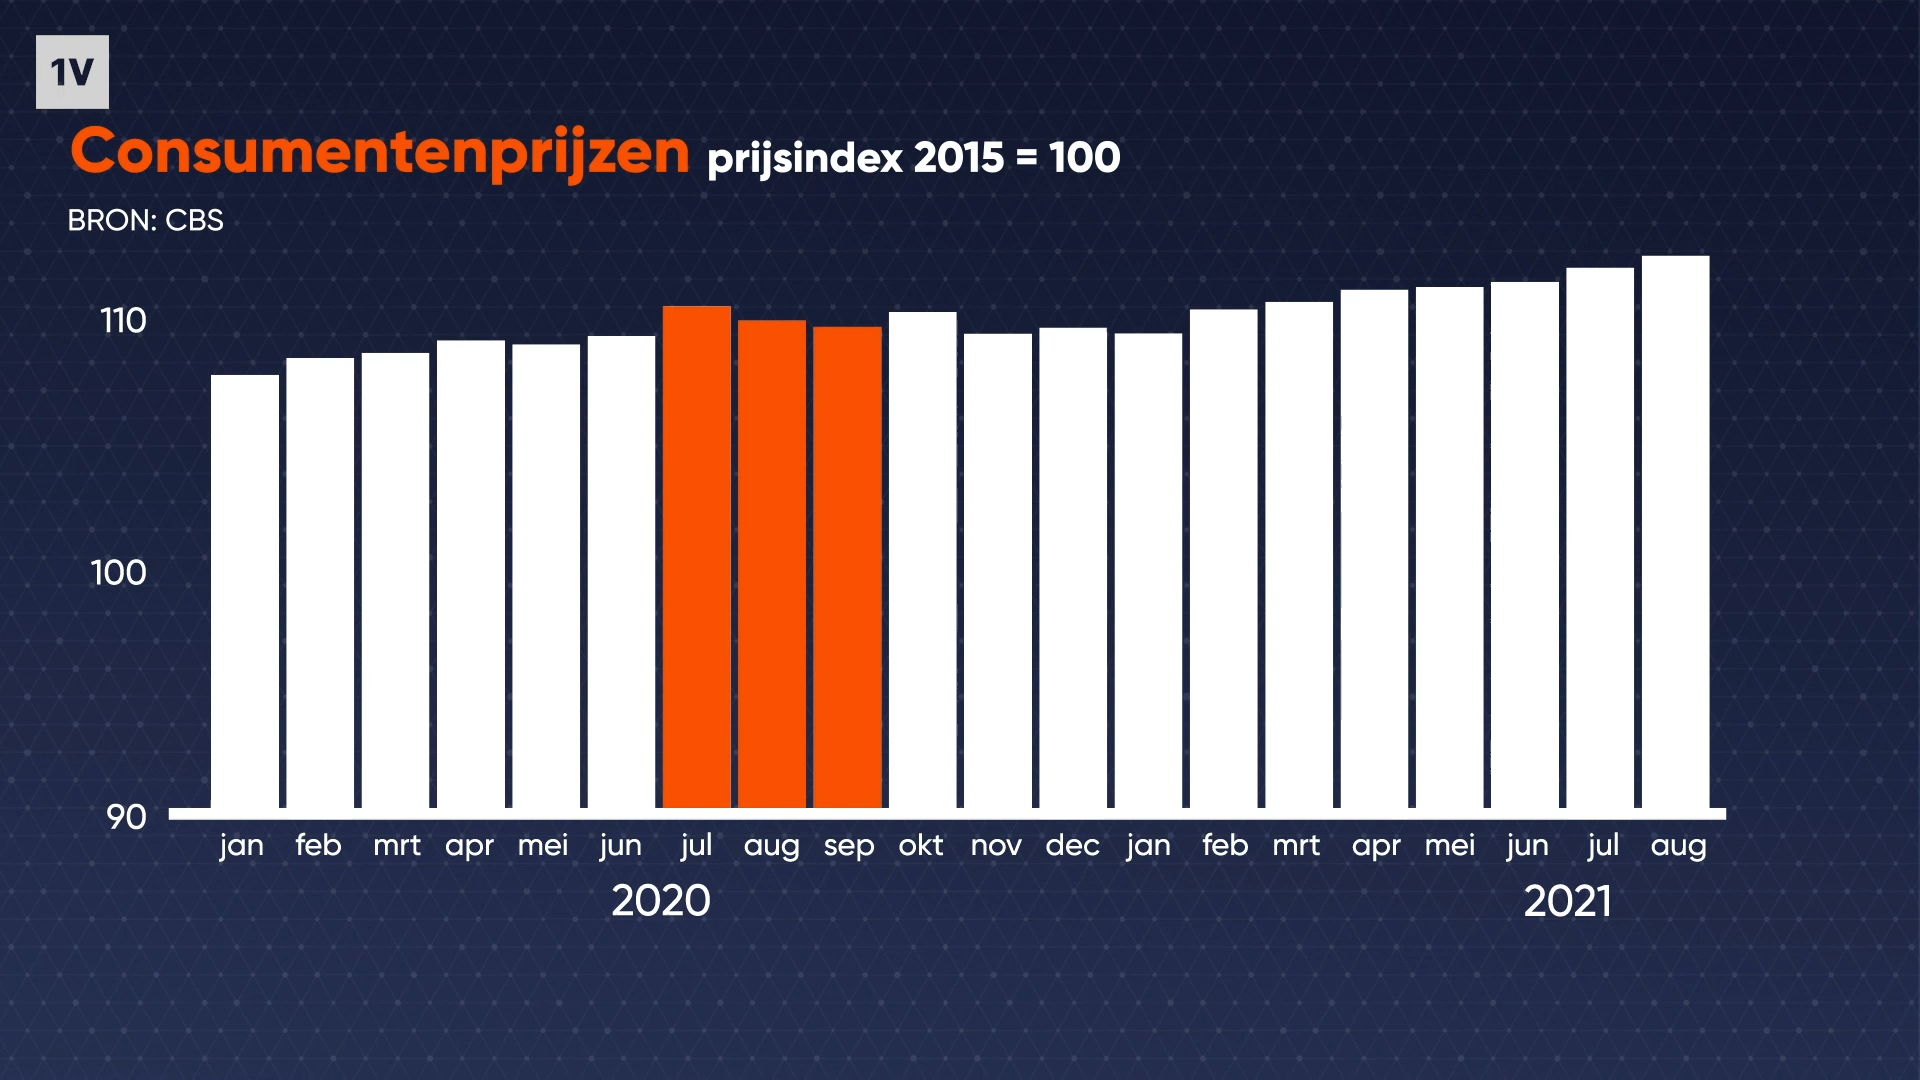 1V
Consumentenprijzen prijsindex 2015 = 100
BRON: CBS
110
100
90
jan feb mrt apr mei jun jul aug sep okt nov dec jan feb mrt apr mei jun jul aug
2020 2021